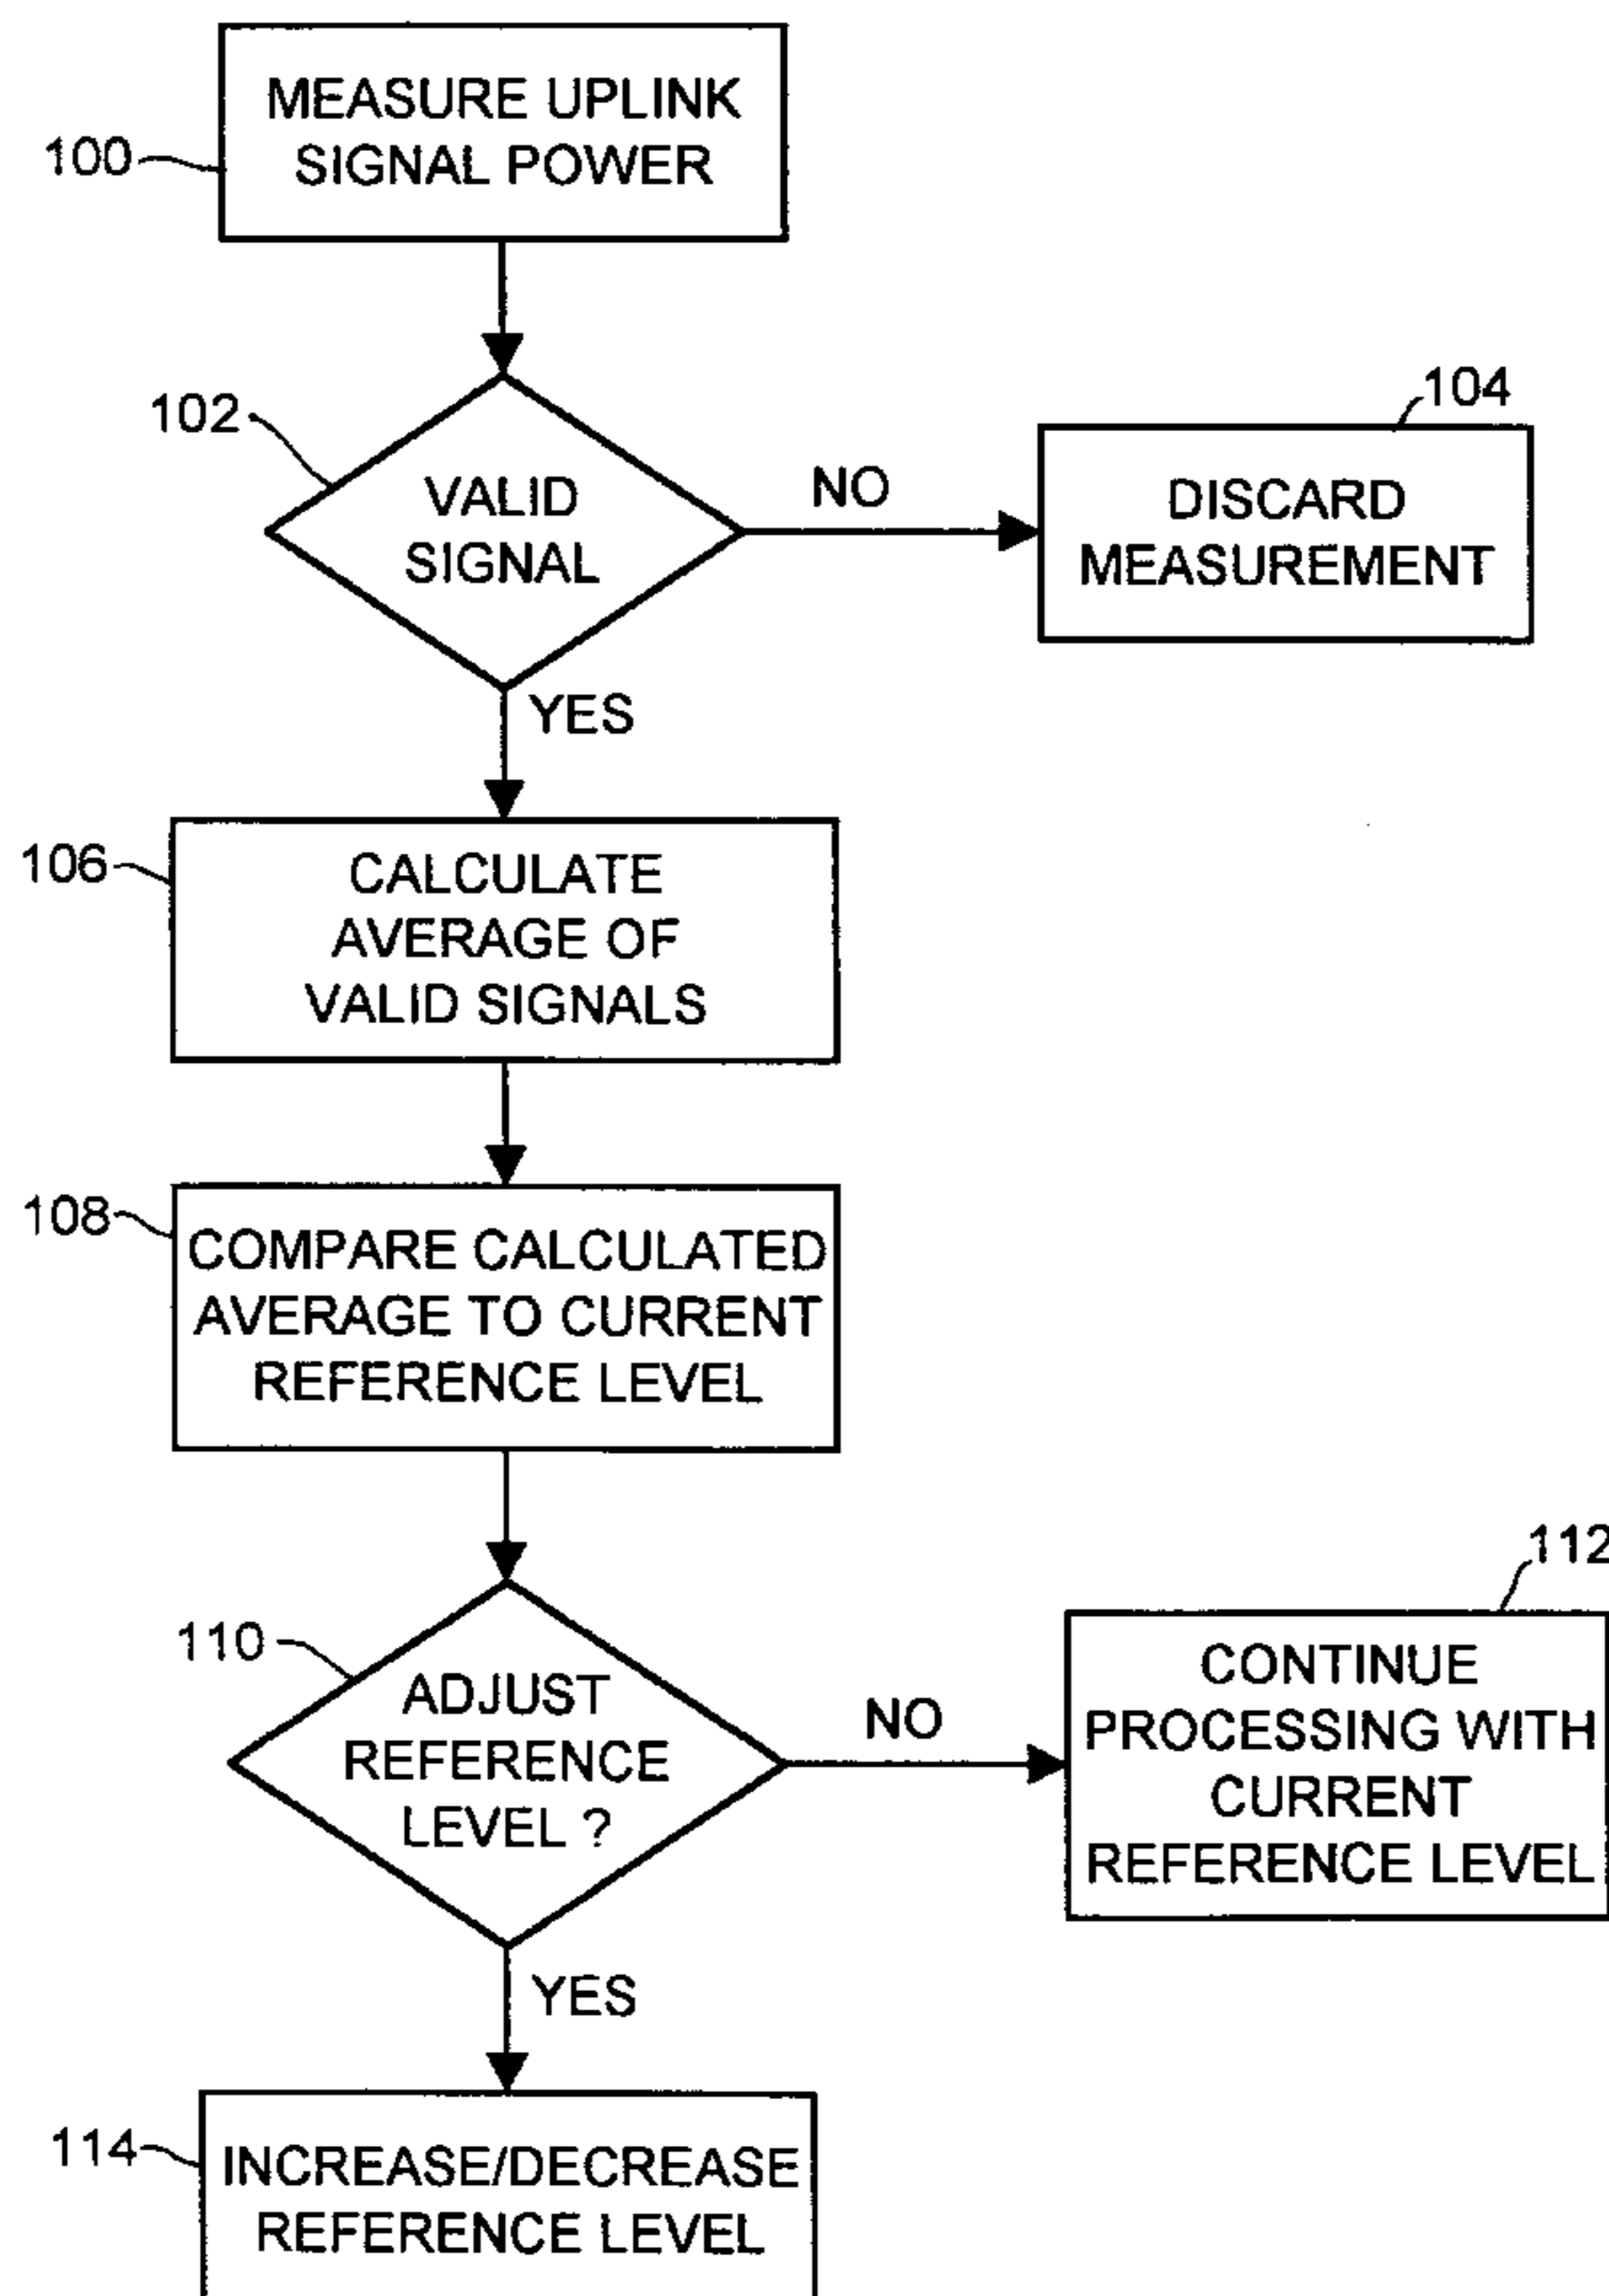 MEASURE UPLINK
SIGNAL POWER
100
102
VALID
SIGNAL
NO
104
DISCARD
MEASUREMENT
YES
106
CALCULATE
AVERAGE OF
VALID SIGNALS
108
COMPARE CALCULATED
AVERAGE TO CURRENT
REFERENCE LEVEL
110
ADJUST
REFERENCE
LEVEL ?
NO
112
CONTINUE
PROCESSING WITH
CURRENT
REFERENCE LEVEL
YES
114
INCREASE/DECREASE
REFERENCE LEVEL